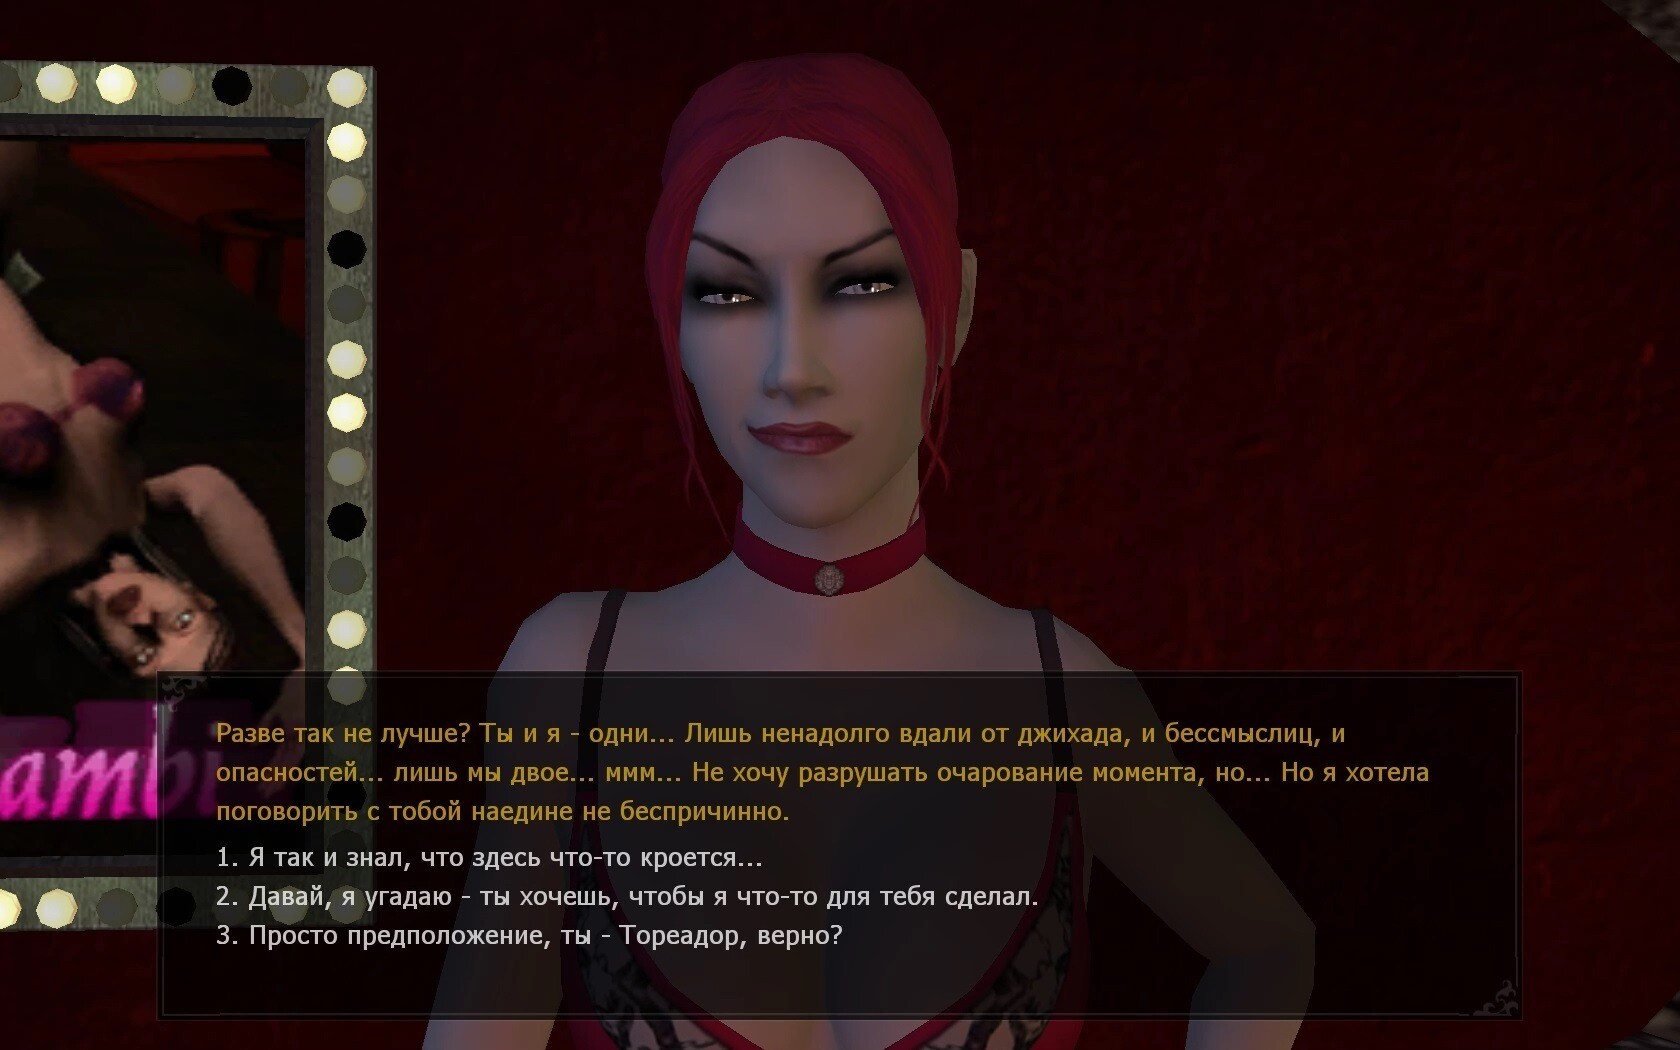 Разве так не лучше? Ты и я - одни... Лишь ненадолго вдали от джихада, и бессмыслиц, и
опасностей... лишь мы двое... ммм... Не хочу разрушать очарование момента, но... Но я хотела
поговорить с тобой наедине не беспричинно.
1. Я так и знал, что здесь что-то кроется...
2. Давай, я угадаю - ты хочешь, чтобы я что-то для тебя сделал.
3. Просто предположение, ты - Тореадор, верно?